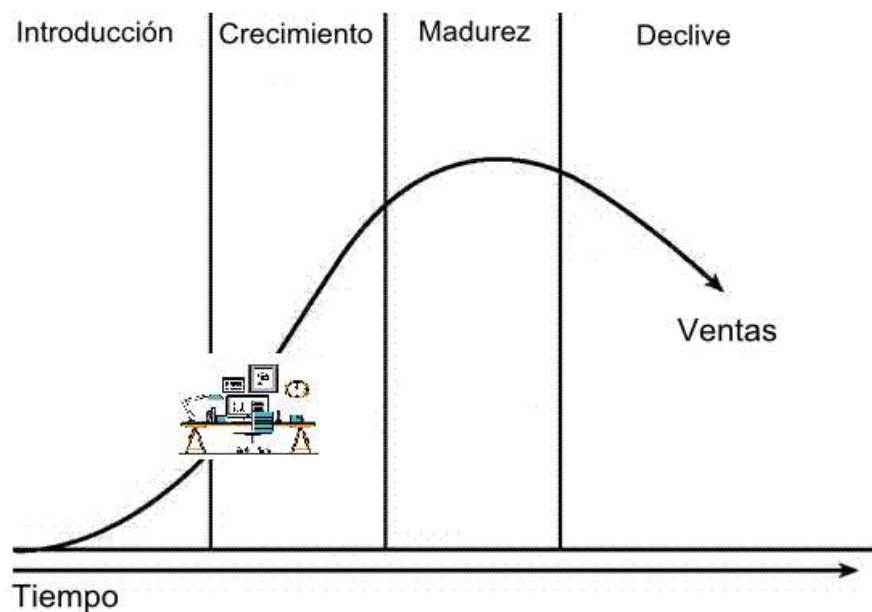 Introducción
Crecimiento
Madurez
Declive
Ventas
Tiempo